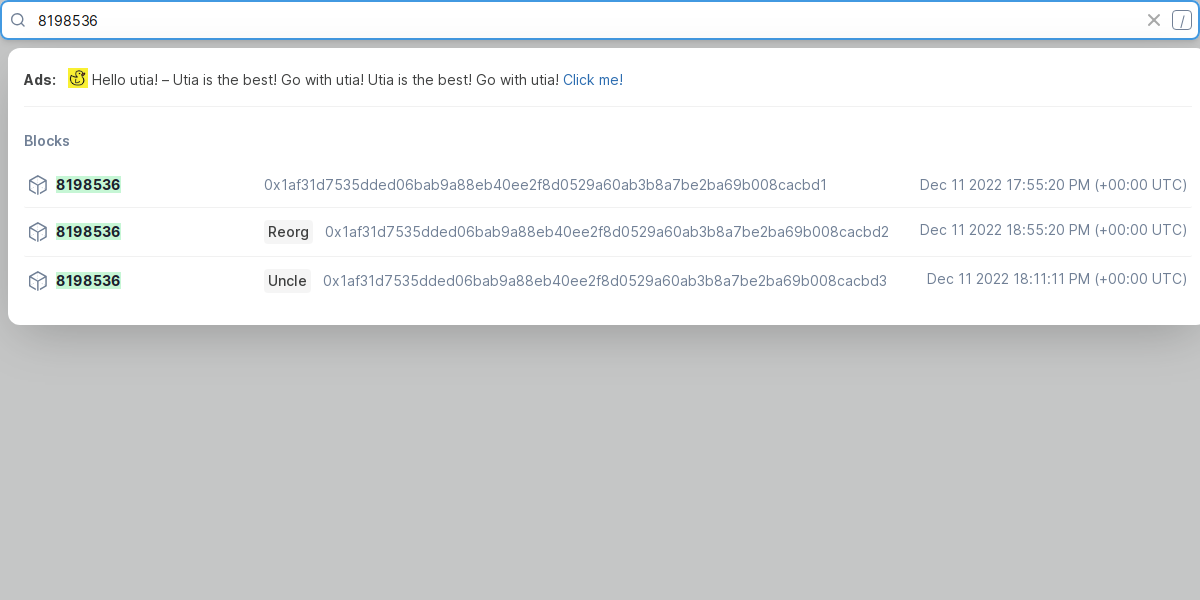 8198536 /
Ads: Hello utia! – Utia is the best! Go with utia! Utia is the best! Go with utia! Click me!
Blocks
8198536 0x1af31d7535dded06bab9a88eb40ee2f8d0529a60ab3b8a7be2ba69b008cacbd1 Dec 11 2022 17:55:20 PM (+00:00 UTC)
8198536 Reorg 0x1af31d7535dded06bab9a88eb40ee2f8d0529a60ab3b8a7be2ba69b008cacbd2 Dec 11 2022 18:55:20 PM (+00:00 UTC)
8198536 Uncle 0x1af31d7535dded06bab9a88eb40ee2f8d0529a60ab3b8a7be2ba69b008cacbd3 Dec 11 2022 18:11:11 PM (+00:00 UTC)